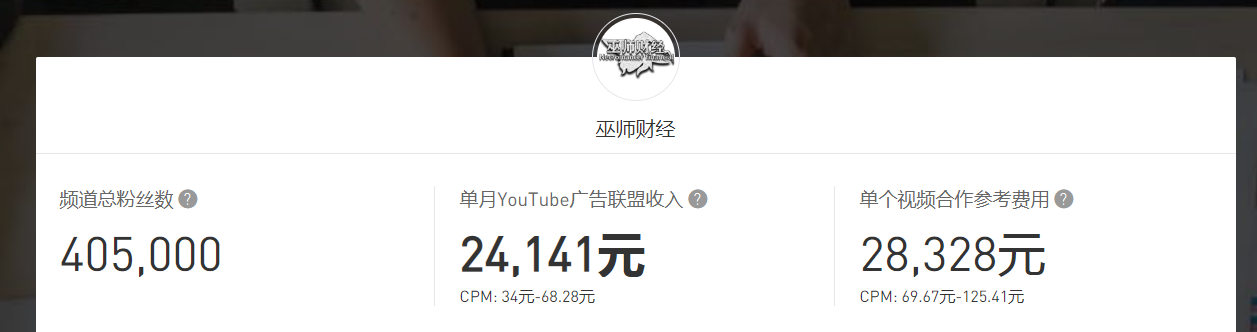 巫师财经
巫师财经
频道总粉丝数 ?
405,000
单月YouTube广告联盟收入 ?
24,141元
CPM: 34元-68.28元
单个视频合作参考费用 ?
28,328元
CPM: 69.67元-125.41元